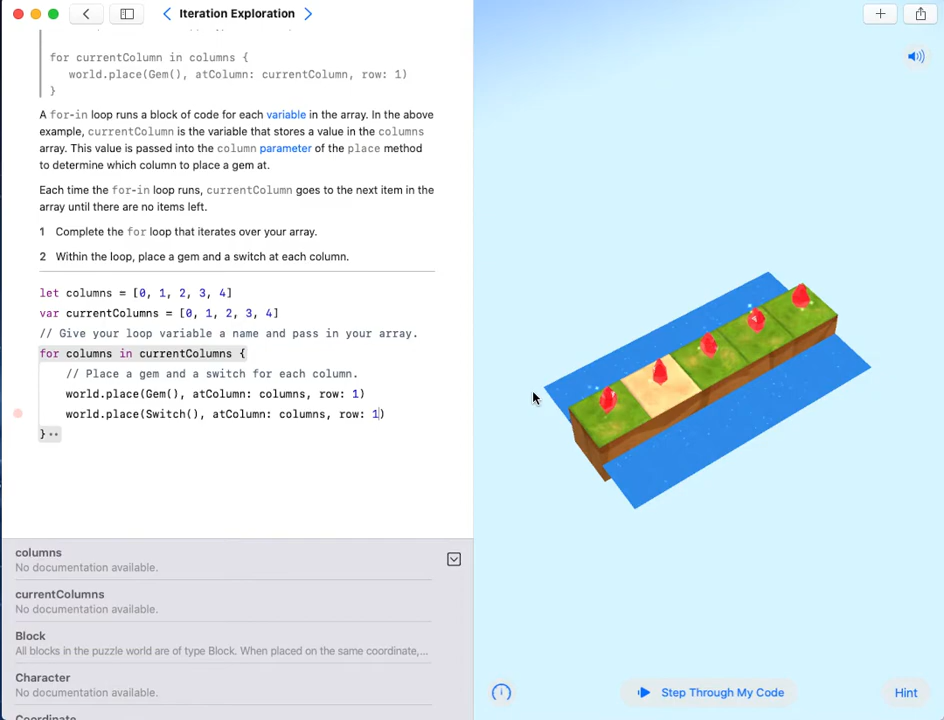 Iteration Exploration
for currentColumn in columns {
world.place(Gem(), atColumn: currentColumn, row: 1)
}
A for-in loop runs a block of code for each variable in the array. In the above
example, currentColumn is the variable that stores a value in the columns
array. This value is passed into the column parameter of the place method
to determine which column to place a gem at.
Each time the for-in loop runs, currentColumn goes to the next item in the
array until there are no items left.
1 Complete the for loop that iterates over your array.
2 Within the loop, place a gem and a switch at each column.
let columns = [0, 1, 2, 3, 4]
var currentColumns = [0, 1, 2, 3, 4]
// Give your loop variable a name and pass in your array.
for columns in currentColumns {
// Place a gem and a switch for each column.
world.place(Gem(), atColumn: columns, row: 1)
world.place(Switch(), atColumn: columns, row: 1)
}
columns
No documentation available.
currentColumns
No documentation available.
Block
All blocks in the puzzle world are of type Block. When placed on the same coordinate,...
Character
No documentation available.
Coordinate
Step Through My Code
Hint